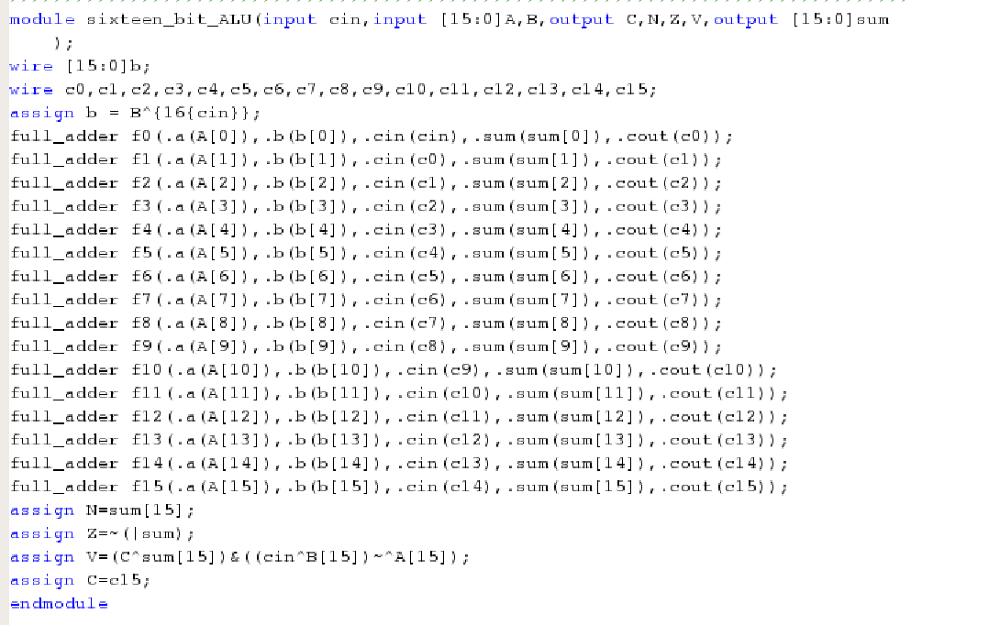 module sixteen_bit_ALU(input cin,input [15:0]A,B,output C,N,Z,V,output [15:0]sum
    );
wire [15:0]b;
wire c0,c1,c2,c3,c4,c5,c6,c7,c8,c9,c10,c11,c12,c13,c14,c15;
assign b = B^{16{cin}};
full_adder f0(.a(A[0]),.b(b[0]),.cin(cin),.sum(sum[0]),.cout(c0));
full_adder f1(.a(A[1]),.b(b[1]),.cin(c0),.sum(sum[1]),.cout(c1));
full_adder f2(.a(A[2]),.b(b[2]),.cin(c1),.sum(sum[2]),.cout(c2));
full_adder f3(.a(A[3]),.b(b[3]),.cin(c2),.sum(sum[3]),.cout(c3));
full_adder f4(.a(A[4]),.b(b[4]),.cin(c3),.sum(sum[4]),.cout(c4));
full_adder f5(.a(A[5]),.b(b[5]),.cin(c4),.sum(sum[5]),.cout(c5));
full_adder f6(.a(A[6]),.b(b[6]),.cin(c5),.sum(sum[6]),.cout(c6));
full_adder f7(.a(A[7]),.b(b[7]),.cin(c6),.sum(sum[7]),.cout(c7));
full_adder f8(.a(A[8]),.b(b[8]),.cin(c7),.sum(sum[8]),.cout(c8));
full_adder f9(.a(A[9]),.b(b[9]),.cin(c8),.sum(sum[9]),.cout(c9));
full_adder f10(.a(A[10]),.b(b[10]),.cin(c9),.sum(sum[10]),.cout(c10));
full_adder f11(.a(A[11]),.b(b[11]),.cin(c10),.sum(sum[11]),.cout(c11));
full_adder f12(.a(A[12]),.b(b[12]),.cin(c11),.sum(sum[12]),.cout(c12));
full_adder f13(.a(A[13]),.b(b[13]),.cin(c12),.sum(sum[13]),.cout(c13));
full_adder f14(.a(A[14]),.b(b[14]),.cin(c13),.sum(sum[14]),.cout(c14));
full_adder f15(.a(A[15]),.b(b[15]),.cin(c14),.sum(sum[15]),.cout(c15));
assign N=sum[15];
assign Z=~(|sum);
assign V=(C^sum[15])&((cin^B[15])~^A[15]);
assign C=c15;
endmodule